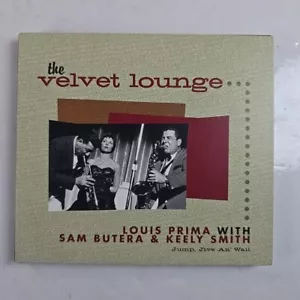 the
velvet lounge...
LOUIS PRIMA WITH
SAM BUTERA & KEELY SMITH
Jump, Jive An' Wail